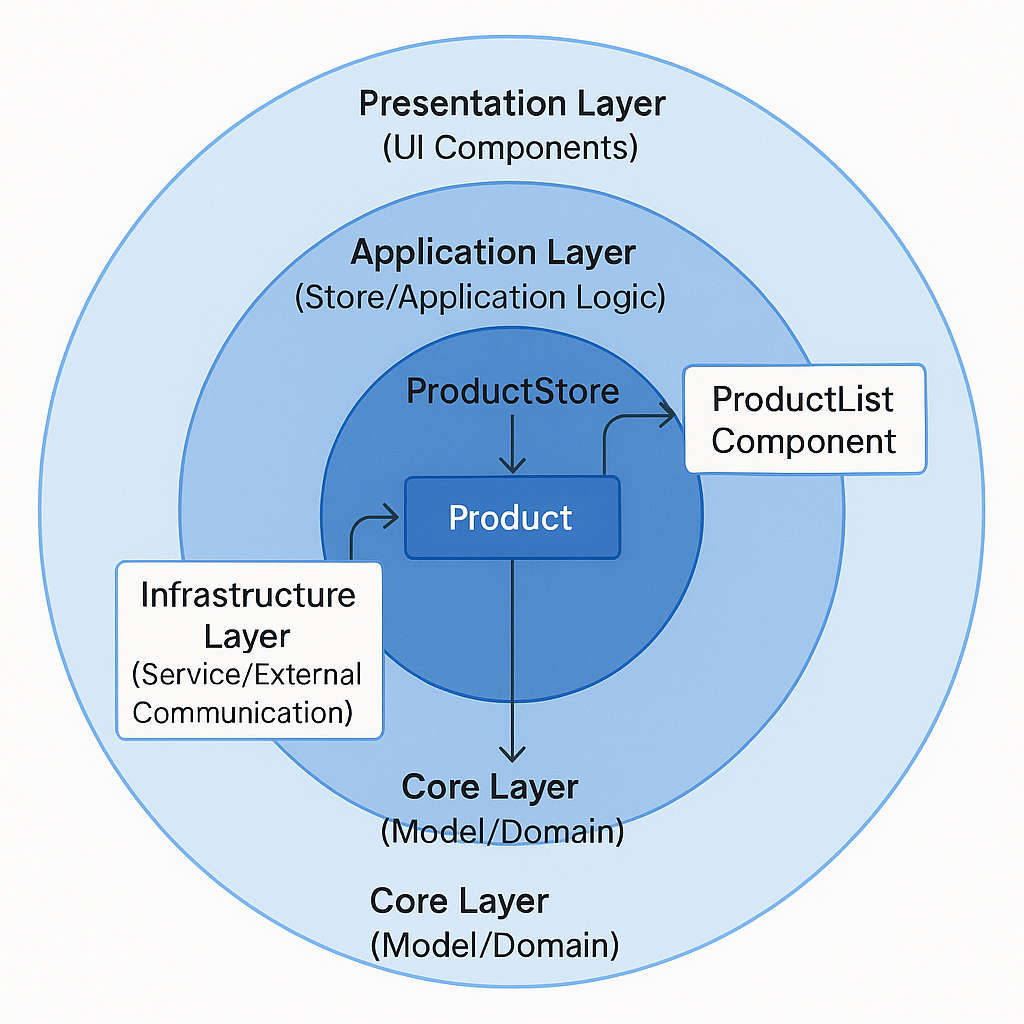 Presentation Layer
(UI Components)
Application Layer
(Store/Application Logic)
ProductStore
ProductList
Component
Product
Infrastructure
Layer
(Service/External
Communication)
Core Layer
(Model/Domain)
Core Layer
(Model/Domain)